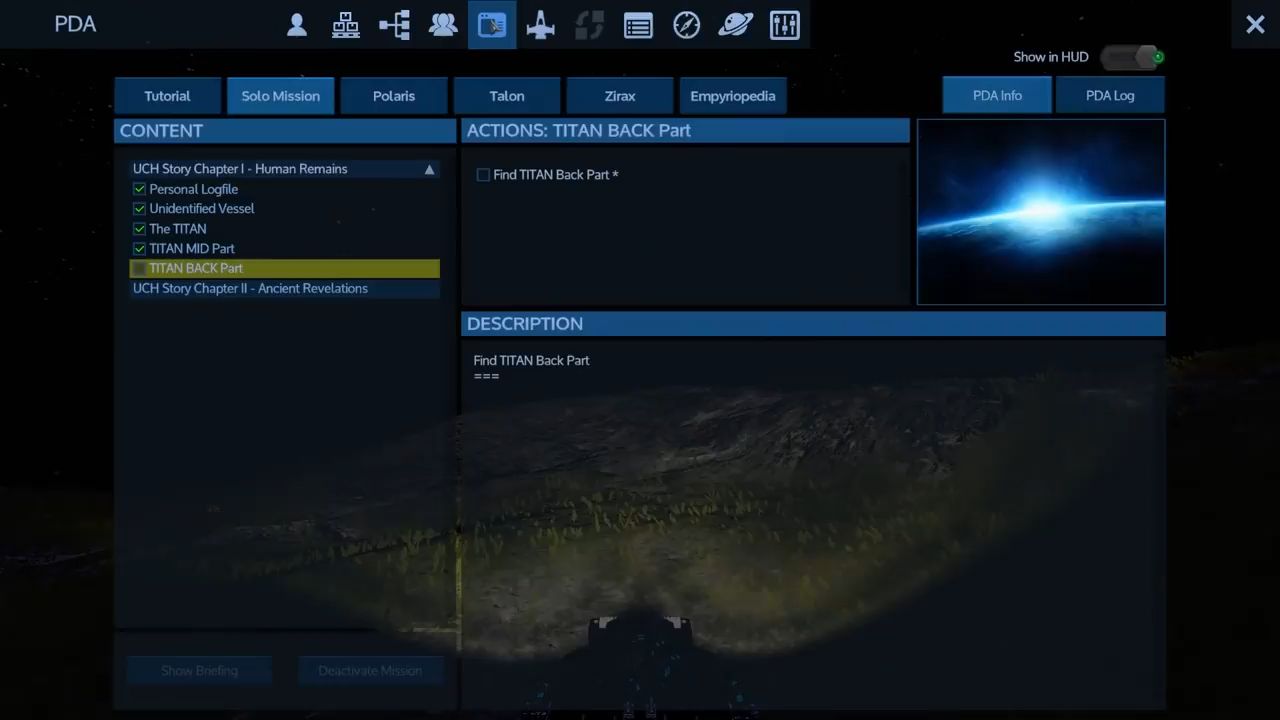 PDA
Show in HUD
Tutorial
Solo Mission
Polaris
Talon
Zirax
Empyriopedia
PDA Info
PDA Log
CONTENT
UCH Story Chapter I - Human Remains
Personal Logfile
Unidentified Vessel
The TITAN
TITAN MID Part
TITAN BACK Part
UCH Story Chapter II - Ancient Revelations
ACTIONS: TITAN BACK Part
Find TITAN Back Part *
DESCRIPTION
Find TITAN Back Part
===
Show Briefing
Deactivate Mission